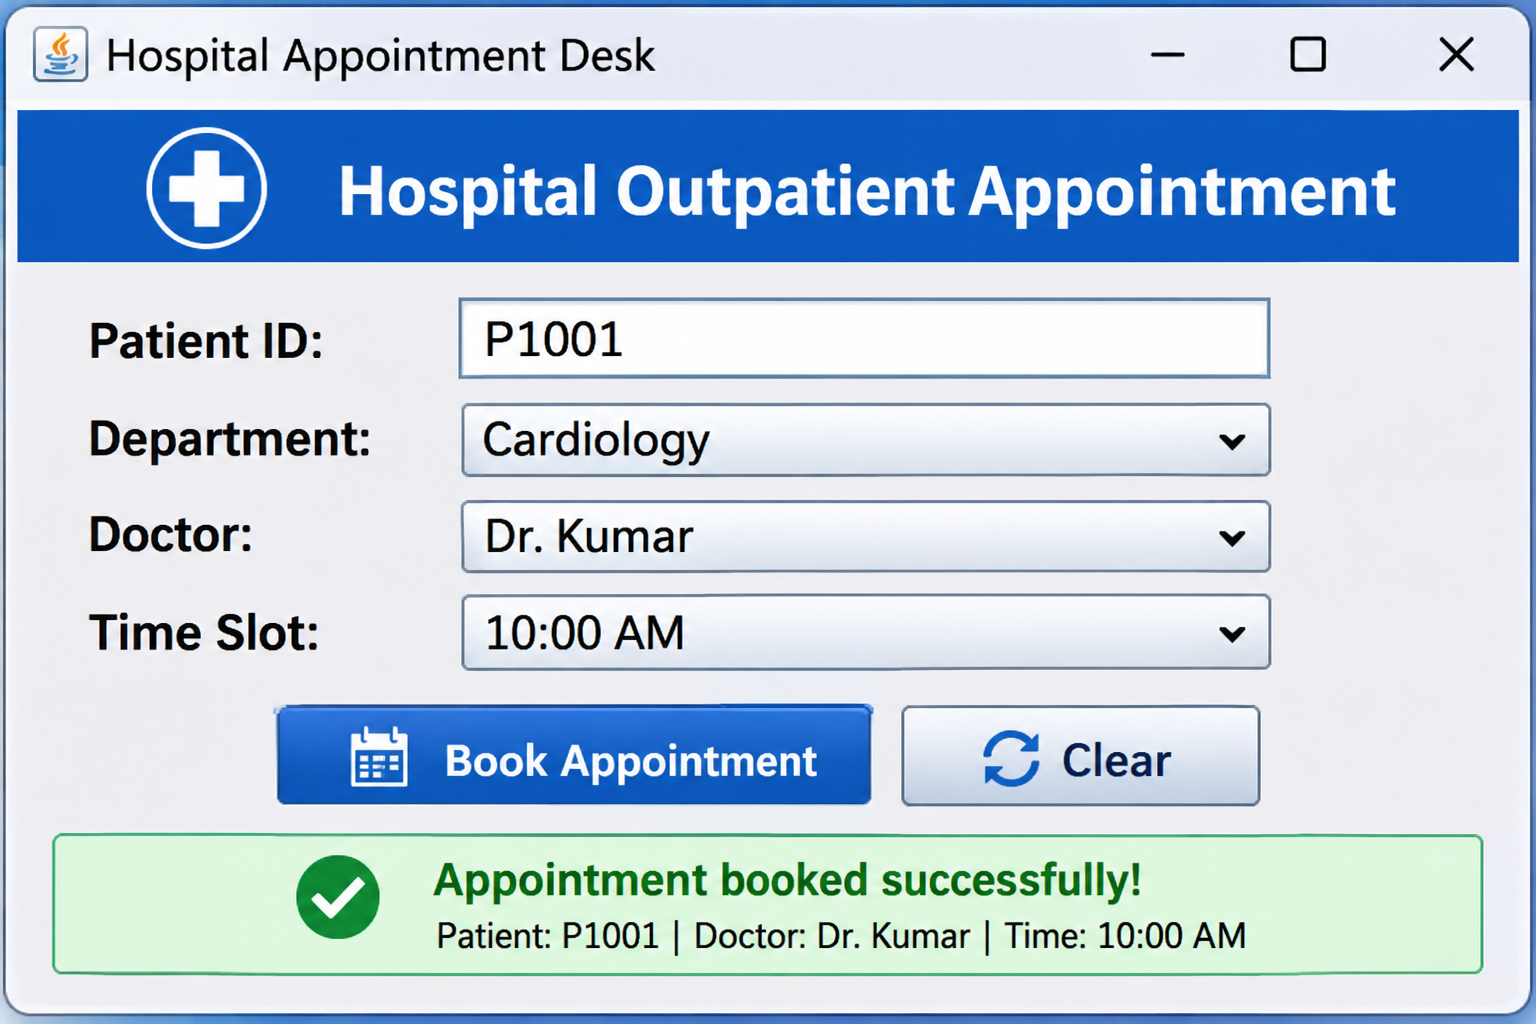 Hospital Appointment Desk
Hospital Outpatient Appointment
Patient ID: P1001
Department: Cardiology
Doctor: Dr. Kumar
Time Slot: 10:00 AM
Book Appointment Clear
Appointment booked successfully!
Patient: P1001 | Doctor: Dr. Kumar | Time: 10:00 AM